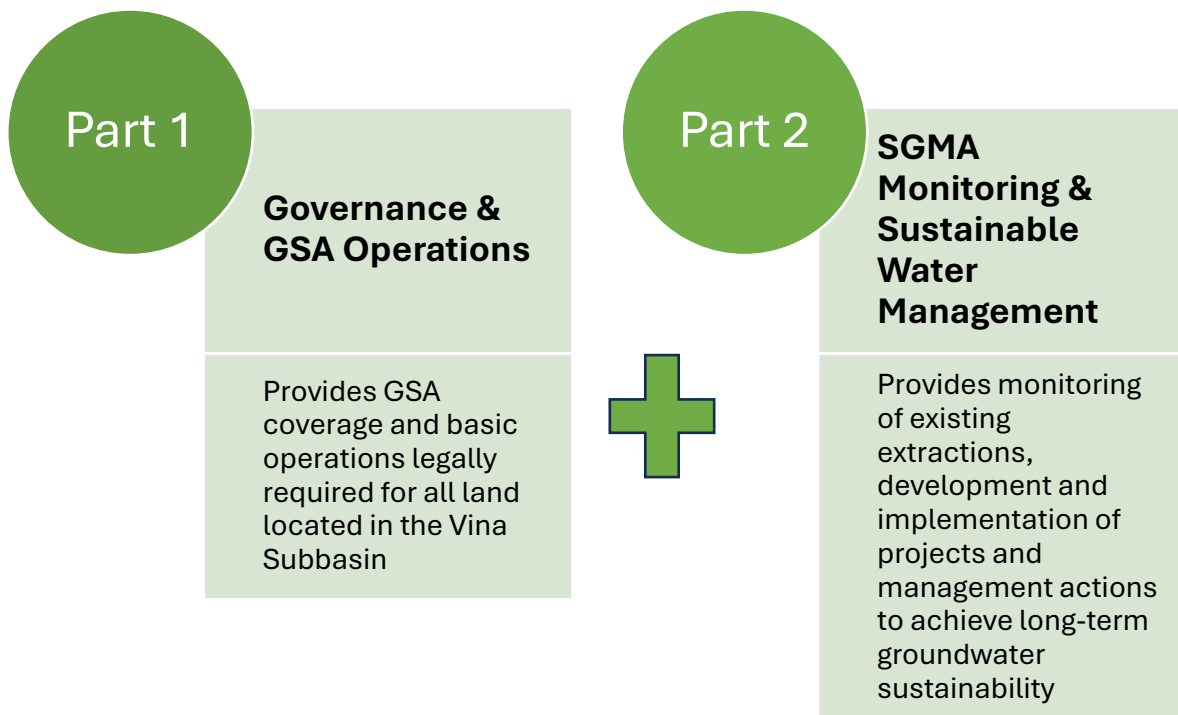 Part 1
Governance &
GSA Operations
Provides GSA
coverage and basic
operations legally
required for all land
located in the Vina
Subbasin
Part 2
SGMA
Monitoring &
Sustainable
Water
Management
Provides monitoring
of existing
extractions,
development and
implementation of
projects and
management actions
to achieve long-term
groundwater
sustainability